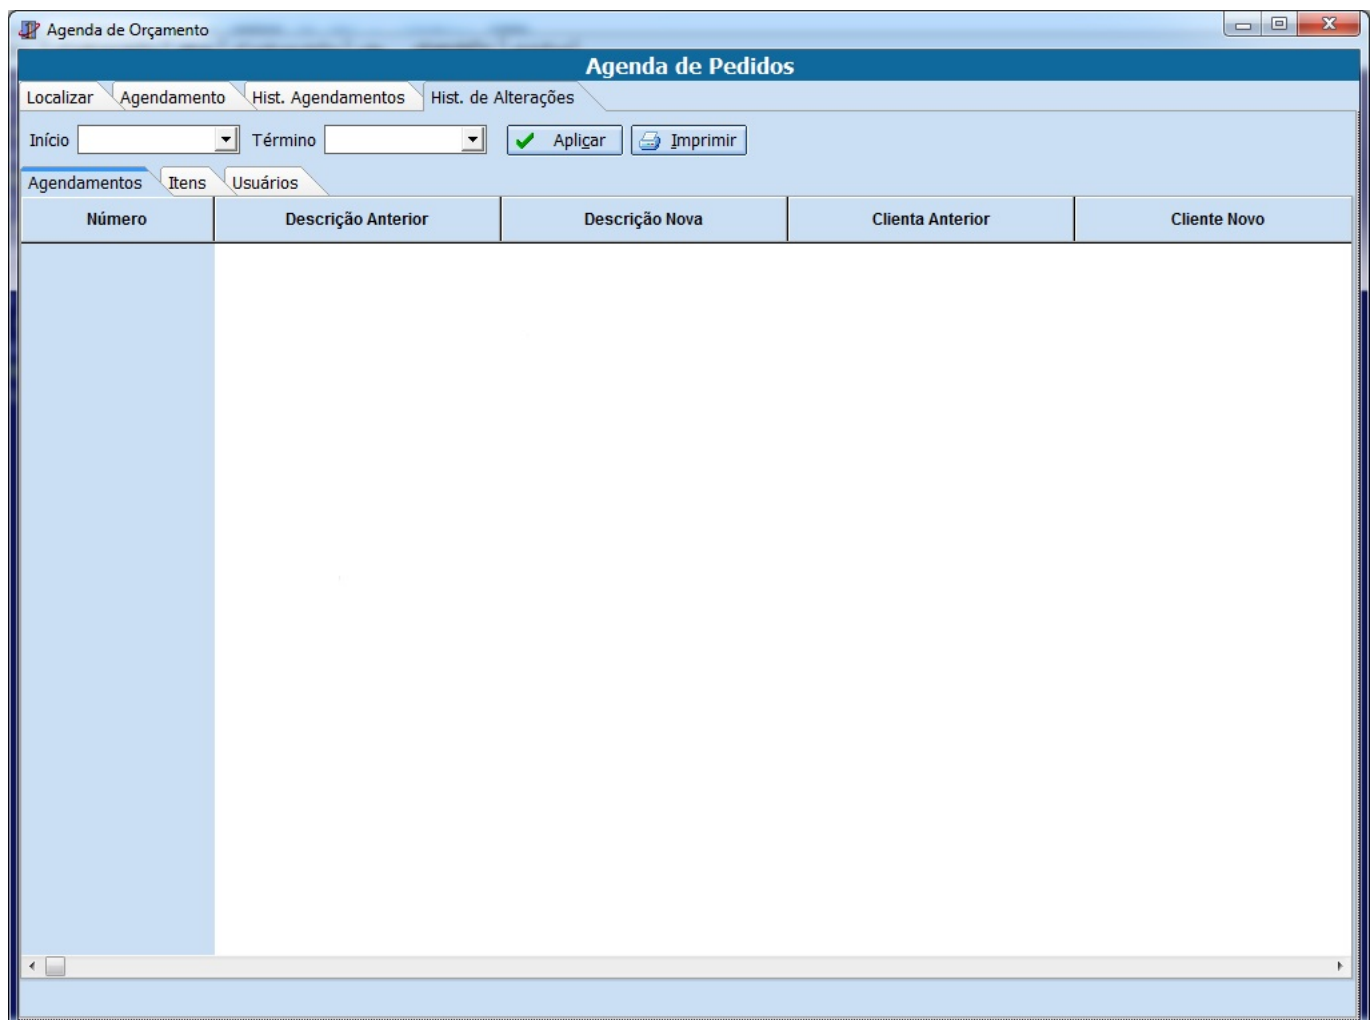 Agenda de Orçamento
Agenda de Pedidos
Localizar Agendamento Hist. Agendamentos Hist. de Alterações
Início Término Aplicar Imprimir
Agendamentos Itens Usuários
Número Descrição Anterior Descrição Nova Clienta Anterior Cliente Novo